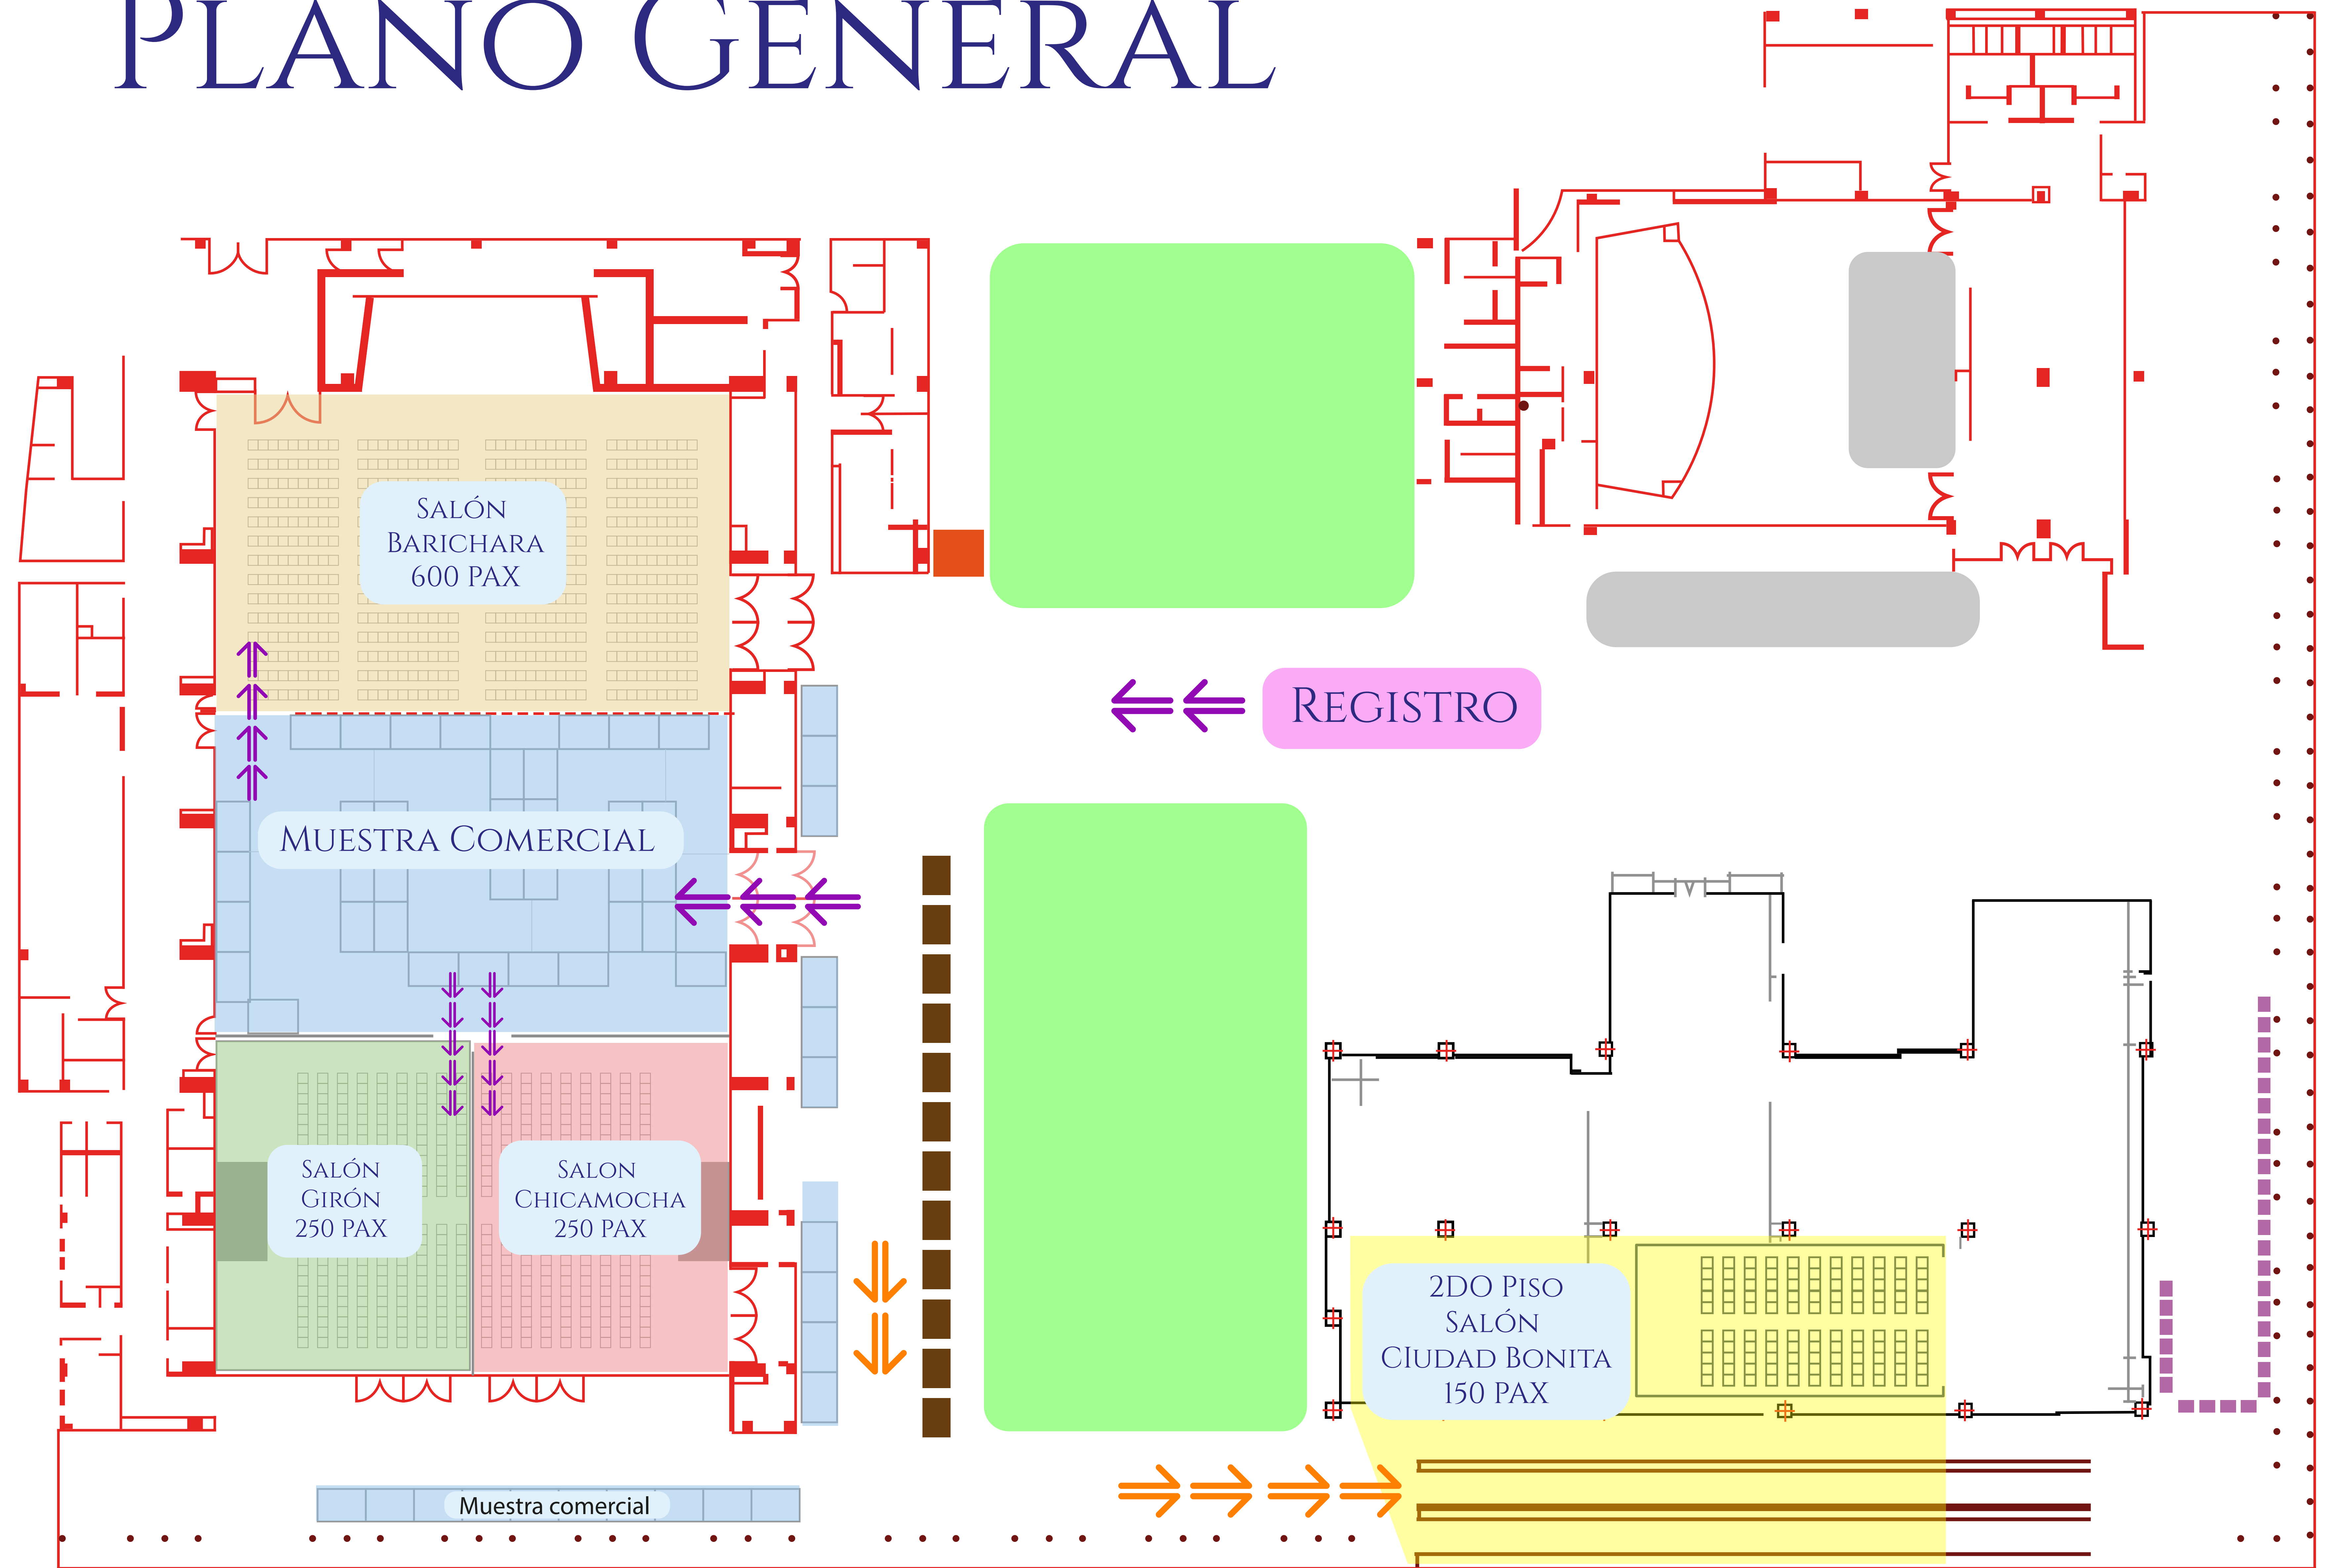 PLANO GENERAL
SALÓN
BARICHARA
600 PAX
REGISTRO
MUESTRA COMERCIAL
SALÓN
GIRÓN
250 PAX
SALON
CHICAMOCHA
250 PAX
2DO PISO
SALÓN
CIUDAD BONITA
150 PAX
Muestra comercial